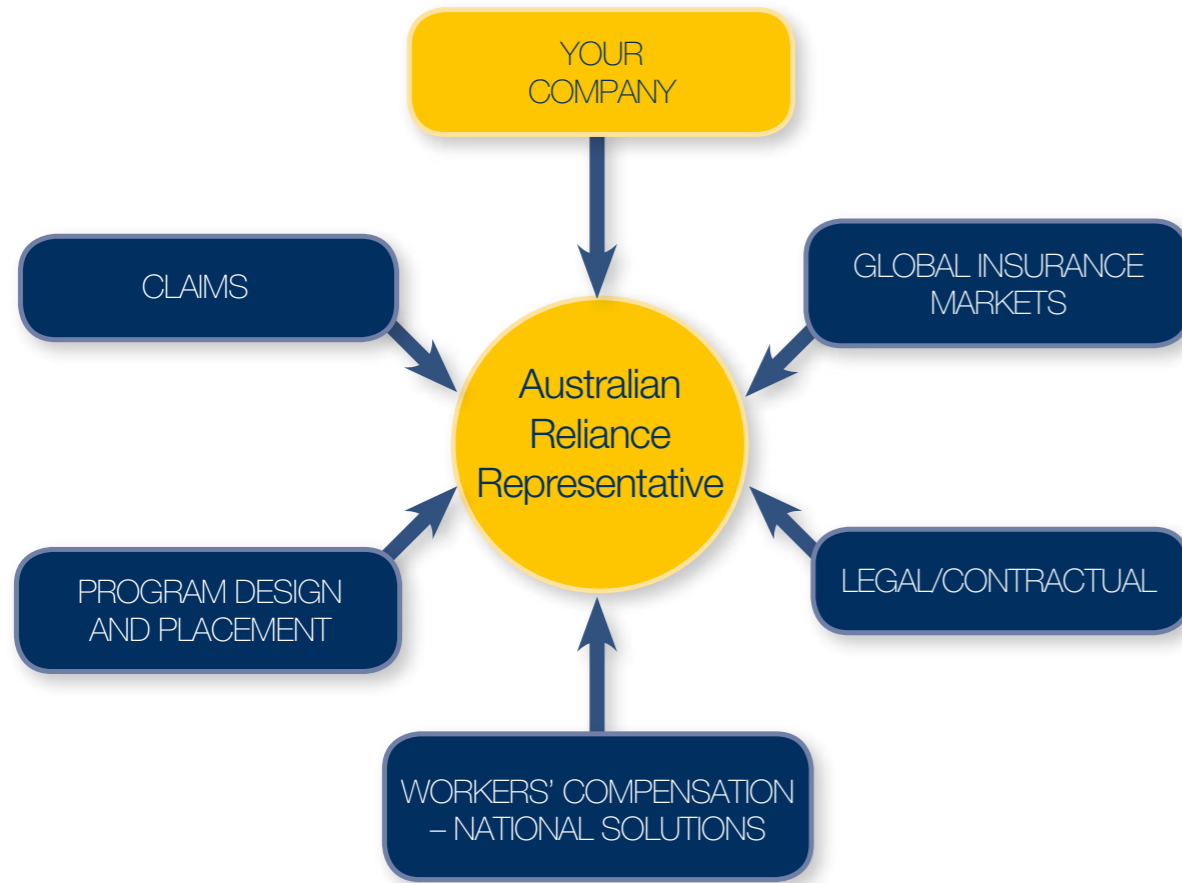 YOUR
COMPANY
CLAIMS
GLOBAL INSURANCE
MARKETS
Australian
Reliance
Representative
PROGRAM DESIGN
AND PLACEMENT
LEGAL/CONTRACTUAL
WORKERS’ COMPENSATION
– NATIONAL SOLUTIONS